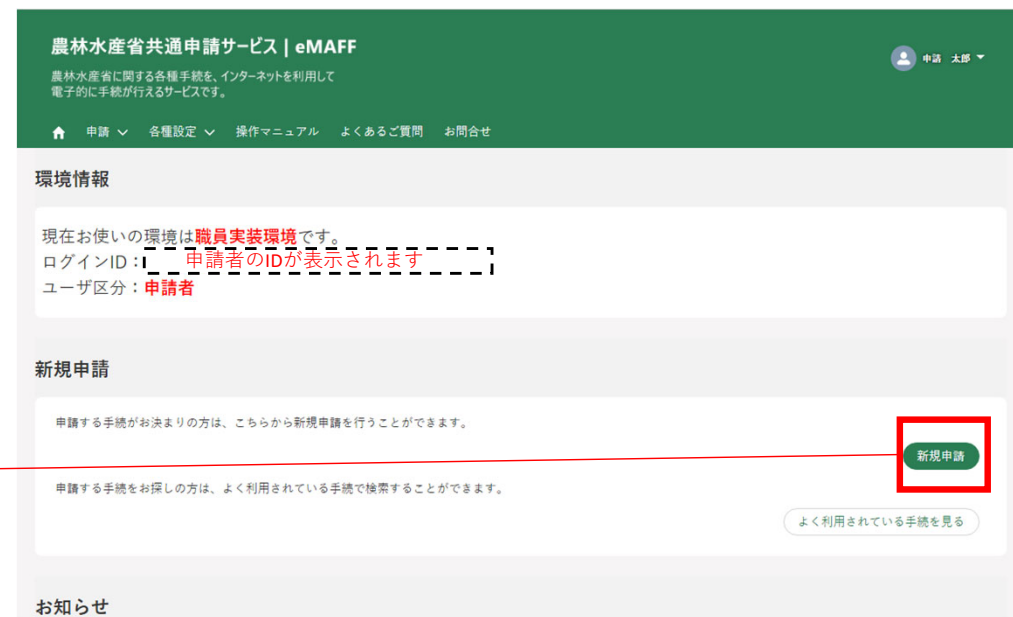 農林水産省共通申請サービス | eMAFF
農林水産省に関する各種手続を、インターネットを利用して
電子的に手続が行えるサービスです。
申請 太郎
申請 各種設定 操作マニュアル よくあるご質問 お問合せ
環境情報
現在お使いの環境は職員実装環境です。
ログインID：申請者のIDが表示されます
ユーザ区分：申請者
新規申請
申請する手続がお決まりの方は、こちらから新規申請を行うことができます。
新規申請
申請する手続をお探しの方は、よく利用されている手続で検索することができます。
よく利用されている手続を見る
お知らせ